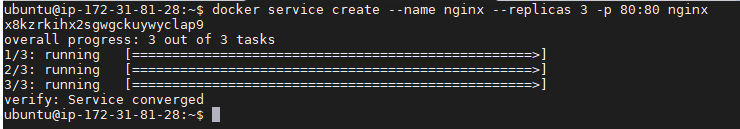 ubuntu@ip-172-31-81-28:~$ docker service create --name nginx --replicas 3 -p 80:80 nginx
x8kzrkihx2sgwgckuywyclap9
overall progress: 3 out of 3 tasks
1/3: running   [==================================================>]
2/3: running   [==================================================>]
3/3: running   [==================================================>]
verify: Service converged
ubuntu@ip-172-31-81-28:~$